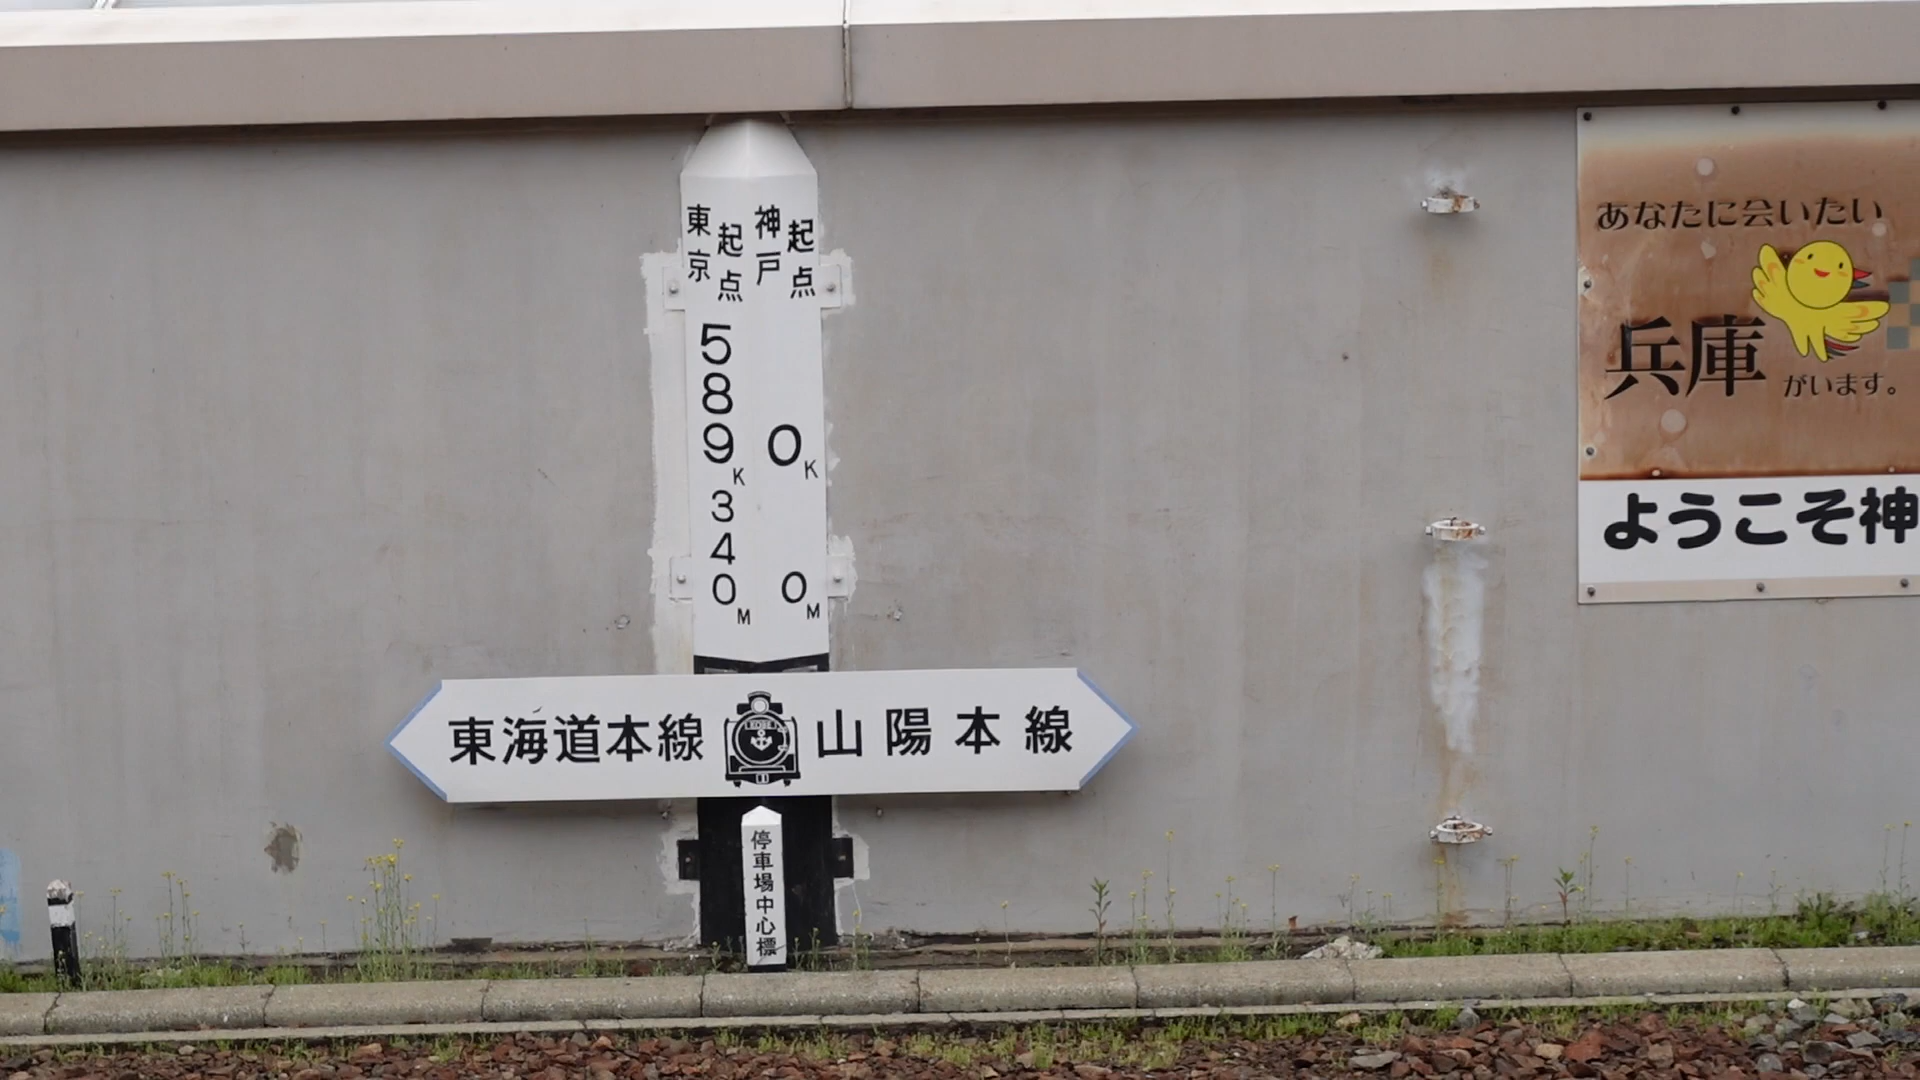 東京起点
589K340M
神戸起点
0K0M
東海道本線
山陽本線
停車場中心標
あなたに会いたい
兵庫がいます。
ようこそ神